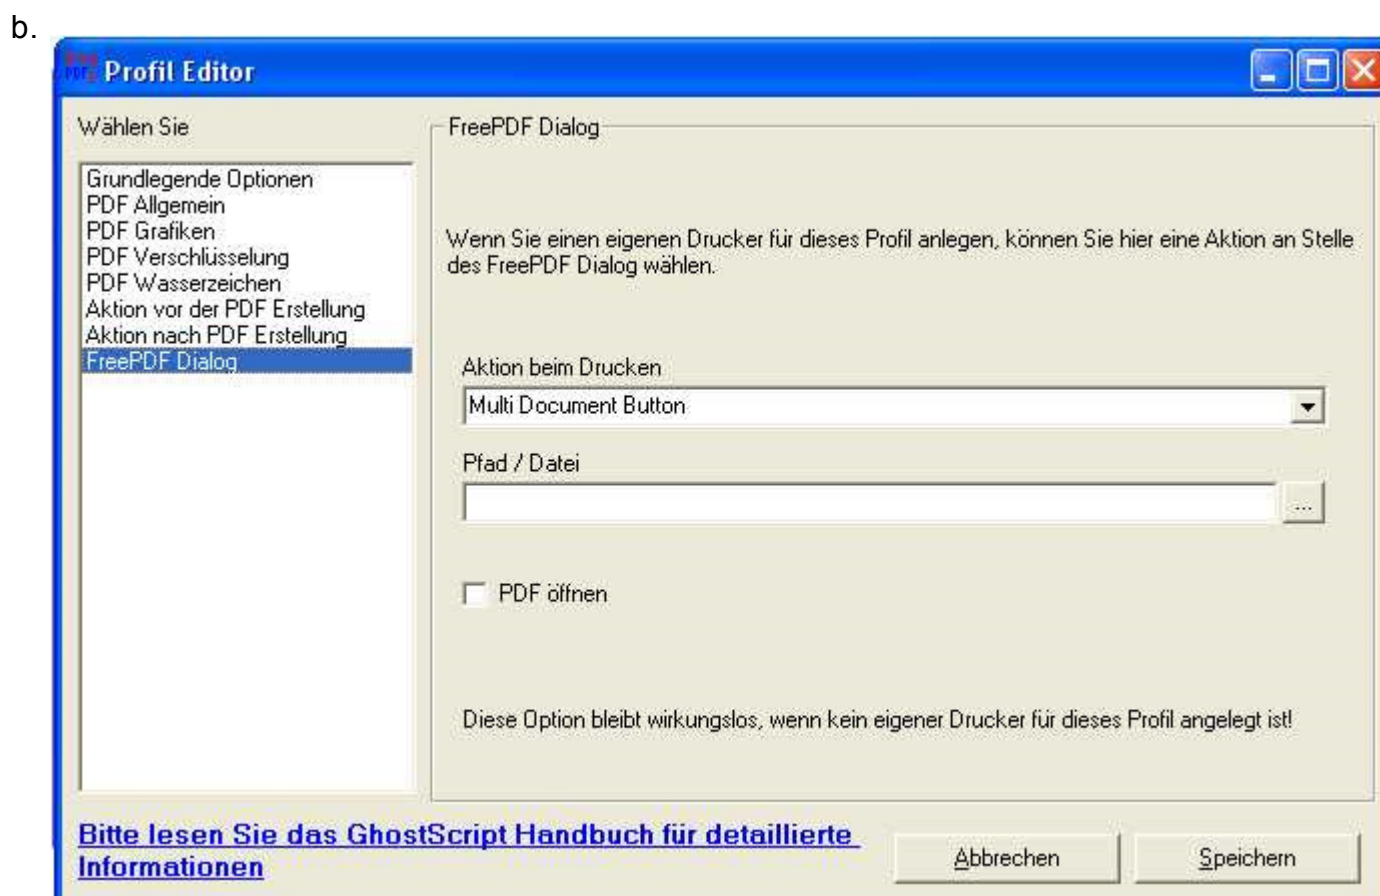 b.
Profil Editor
Wählen Sie
Grundlegende Optionen
PDF Allgemein
PDF Grafiken
PDF Verschlüsselung
PDF Wasserzeichen
Aktion vor der PDF Erstellung
Aktion nach PDF Erstellung
FreePDF Dialog
FreePDF Dialog
Wenn Sie einen eigenen Drucker für dieses Profil anlegen, können Sie hier eine Aktion an Stelle
des FreePDF Dialog wählen.
Aktion beim Drucken
Multi Document Button
Pfad / Datei
...
PDF öffnen
Diese Option bleibt wirkungslos, wenn kein eigener Drucker für dieses Profil angelegt ist!
Bitte lesen Sie das GhostScript Handbuch für detaillierte
Informationen
Abbrechen
Speichern